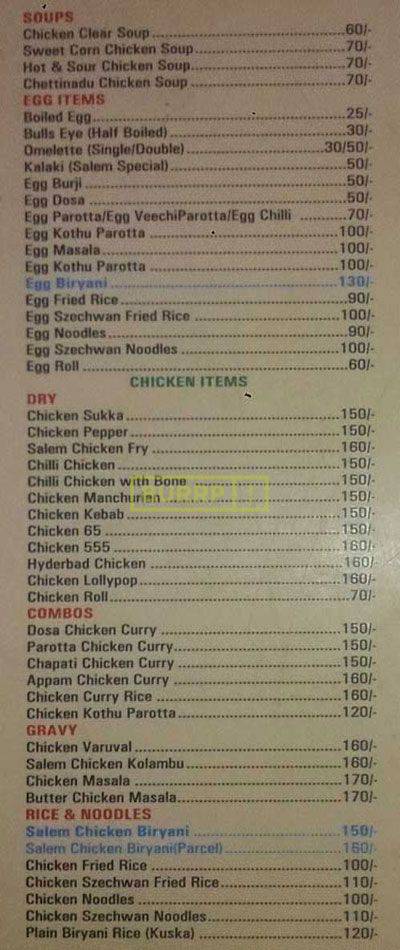 SOUPS
Chicken Clear Soup 60/-
Sweet Corn Chicken Soup 70/-
Hot & Sour Chicken Soup 70/-
Chettinadu Chicken Soup 70/-
EGG ITEMS
Boiled Egg 25/-
Bulls Eye (Half Boiled) 30/-
Omelette (Single/Double) 30/50/-
Kalaki (Salem Special) 50/-
Egg Burji 50/-
Egg Dosa 50/-
Egg Parotta/Egg VeechiParotta/Egg Chilli 70/-
Egg Kothu Parotta 100/-
Egg Masala 100/-
Egg Kothu Parotta 100/-
Egg Biryani 130/-
Egg Fried Rice 90/-
Egg Szechwan Fried Rice 100/-
Egg Noodles 90/-
Egg Szechwan Noodles 100/-
Egg Roll 60/-
CHICKEN ITEMS
DRY
Chicken Sukka 150/-
Chicken Pepper 150/-
Salem Chicken Fry 160/-
Chilli Chicken 150/-
Chilli Chicken with Bone 150/-
Chicken Manchurian 150/-
BURRP!T
Chicken Kebab 150/-
Chicken 65 150/-
Chicken 555 160/-
Hyderbad Chicken 160/-
Chicken Lollypop 160/-
Chicken Roll 70/-
COMBOS
Dosa Chicken Curry 150/-
Parotta Chicken Curry 150/-
Chapati Chicken Curry 150/-
Appam Chicken Curry 160/-
Chicken Curry Rice 160/-
Chicken Kothu Parotta 120/-
GRAVY
Chicken Varuval 160/-
Salem Chicken Kolambu 160/-
Chicken Masala 170/-
Butter Chicken Masala 170/-
RICE & NOODLES
Salem Chicken Biryani 150/-
Salem Chicken Biryani(Parcel) 160/-
Chicken Fried Rice 100/-
Chicken Szechwan Fried Rice 110/-
Chicken Noodles 100/-
Chicken Szechwan Noodles 110/-
Plain Biryani Rice (Kuska) 120/-